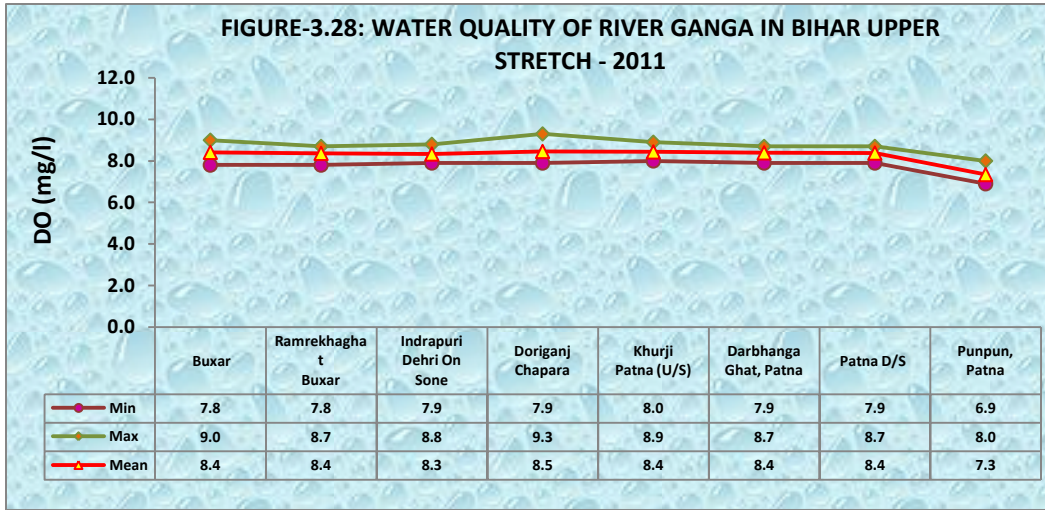 FIGURE-3.28: WATER QUALITY OF RIVER GANGA IN BIHAR UPPER
STRETCH - 2011
DO (mg/l)
12.0
10.0
8.0
6.0
4.0
2.0
0.0
Buxar
Ramrekhagha
t
Buxar
Indrapuri
Dehri On
Sone
Doriganj
Chapara
Khurji
Patna (U/S)
Darbhanga
Ghat, Patna
Patna D/S
Punpun,
Patna
Min 7.8 7.8 7.9 7.9 8.0 7.9 7.9 6.9
Max 9.0 8.7 8.8 9.3 8.9 8.7 8.7 8.0
Mean 8.4 8.4 8.3 8.5 8.4 8.4 8.4 7.3